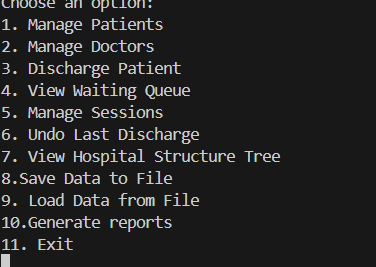 Choose an option:
1. Manage Patients
2. Manage Doctors
3. Discharge Patient
4. View Waiting Queue
5. Manage Sessions
6. Undo Last Discharge
7. View Hospital Structure Tree
8.Save Data to File
9. Load Data from File
10.Generate reports
11. Exit